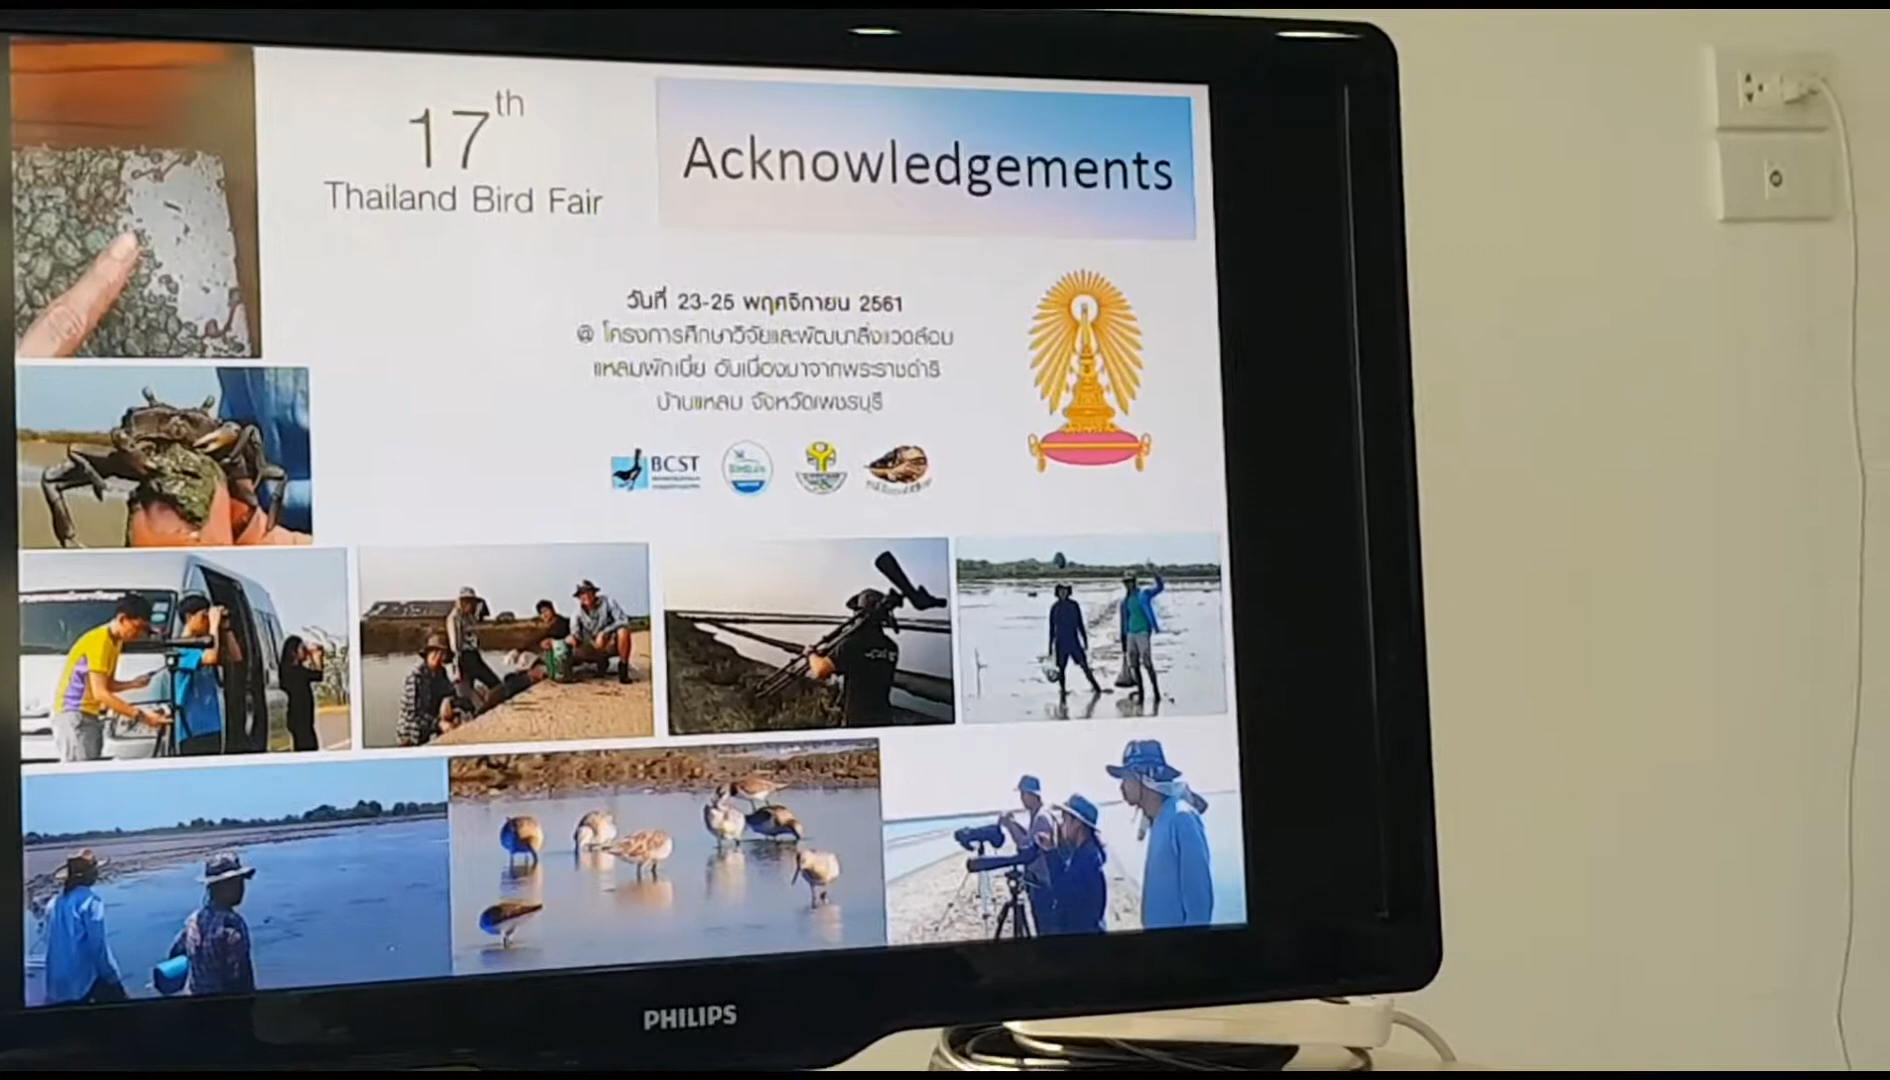 17th
Thailand Bird Fair
Acknowledgements
วันที่ 23-25 พฤศจิกายน 2561
@ โครงการศึกษาวิจัยและพัฒนาสิ่งแวดล้อม
แหลมผักเบี้ย อันเนื่องมาจากพระราชดำริ
บ้านแหลม จังหวัดเพชรบุรี
BCST
PHILIPS